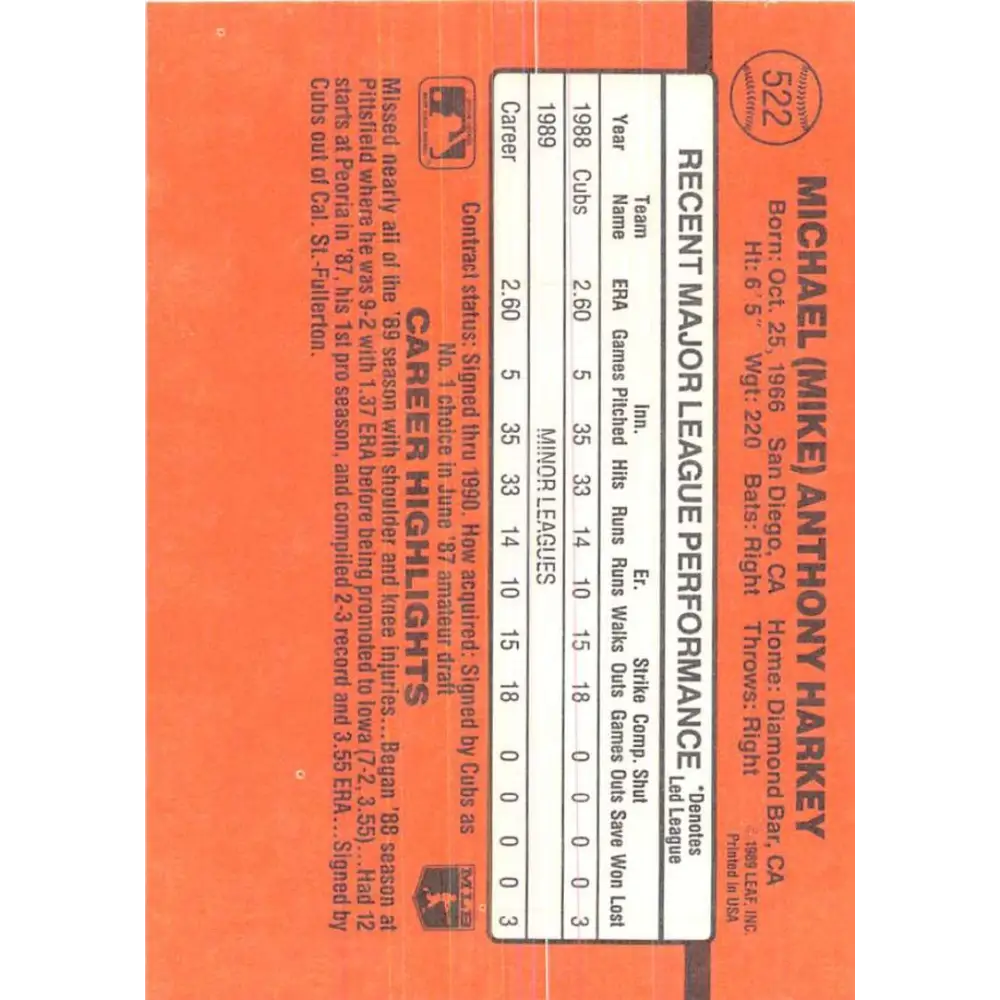 522
MICHAEL (MIKE) ANTHONY HARKEY
Born: Oct. 25, 1966 San Diego, CA Home: Diamond Bar, CA
Ht: 6' 5" Wgt: 220 Bats: Right Throws: Right
1989 LEAF, INC.
Printed in USA
RECENT MAJOR LEAGUE PERFORMANCE
*Denotes
Led League
Team Inn. Er. Strike Comp. Shut
Year Name ERA Games Pitched Hits Runs Runs Walks Outs Games Outs Save Won Lost
1988 Cubs 2.60 5 35 33 14 10 15 18 0 0 0 0 3
1989 MINOR LEAGUES
Career 2.60 5 35 33 14 10 15 18 0 0 0 0 3
Contract status: Signed thru 1990. How acquired: Signed by Cubs as
No. 1 choice in June '87 amateur draft
MLB
CAREER HIGHLIGHTS
Missed nearly all of the '89 season with shoulder and knee injuries...Began '88 season at
Pittsfield where he was 9-2 with 1.37 ERA before being promoted to Iowa (7-2, 3.55)...Had 12
starts at Peoria in '87, his 1st pro season, and compiled 2-3 record and 3.55 ERA...Signed by
Cubs out of Cal. St.-Fullerton.